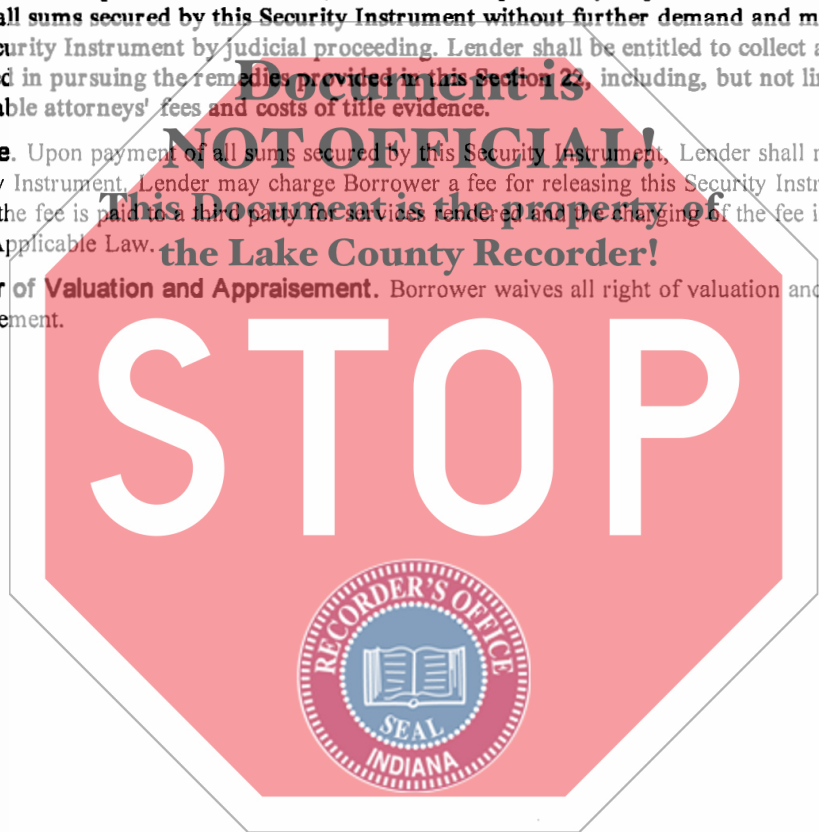 all sums secured by this Security Instrument without further demand and m
curity Instrument by judicial proceeding. Lender shall be entitled to collect a
d in pursuing the remedies provided in this Section 22, including, but not lin
ble attorneys' fees and costs of title evidence.
Document is
NOT OFFICIAL!
This Document is the property of
the Lake County Recorder!
e. Upon payment of all sums secured by this Security Instrument, Lender shall r
y Instrument. Lender may charge Borrower a fee for releasing this Security Instr
the fee is paid to a third party for services rendered and the charging of the fee i
Applicable Law.
r of Valuation and Appraisement. Borrower waives all right of valuation and
ement.
STOP
RECORDER'S OFFICE
SEAL
INDIANA